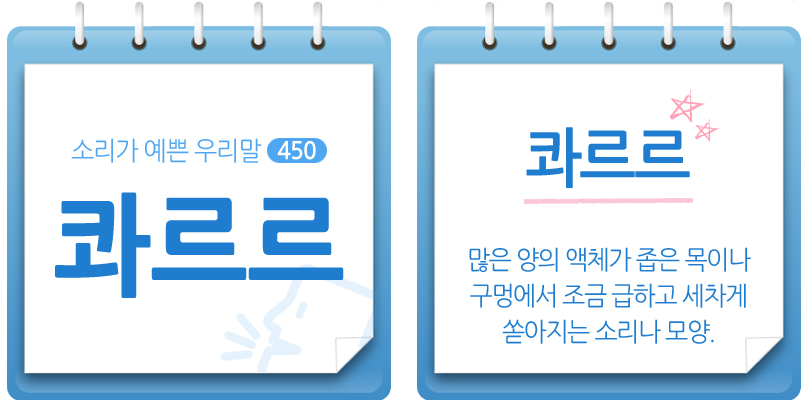 소리가 예쁜 우리말 450
콰르르
콰르르
많은 양의 액체가 좁은 목이나
구멍에서 조금 급하고 세차게
쏟아지는 소리나 모양.